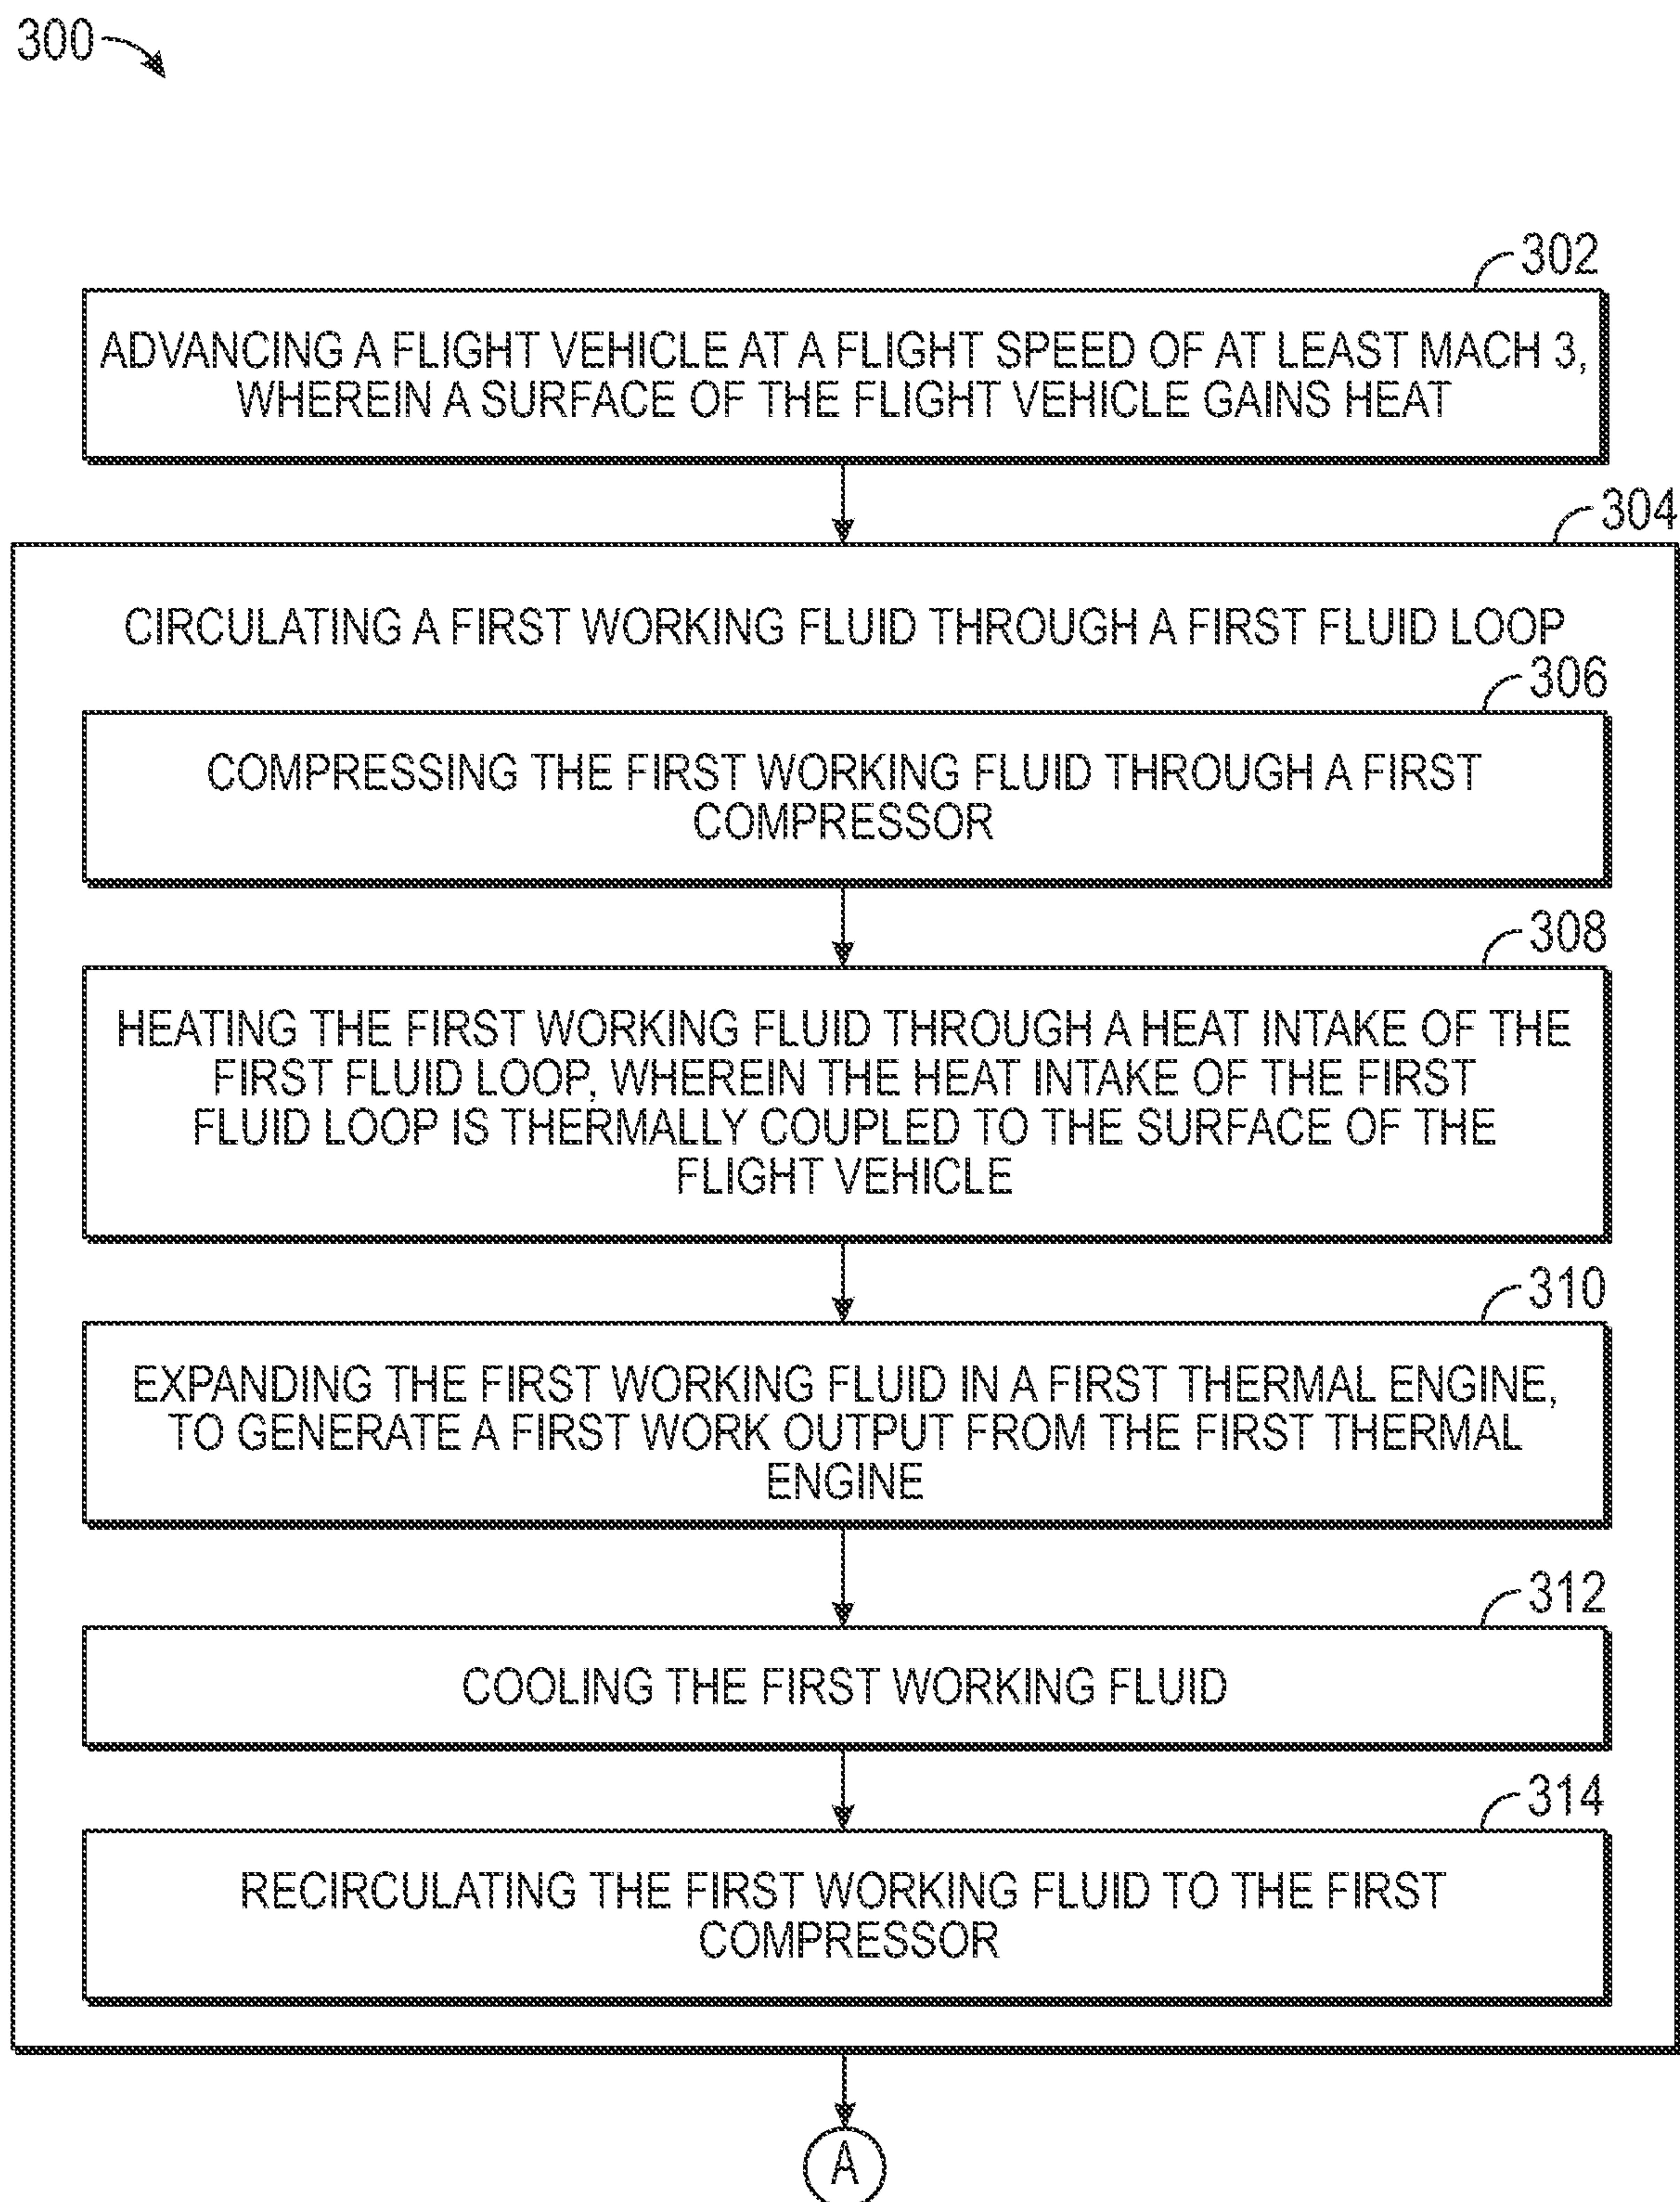 300
302
ADVANCING A FLIGHT VEHICLE AT A FLIGHT SPEED OF AT LEAST MACH 3,
WHEREIN A SURFACE OF THE FLIGHT VEHICLE GAINS HEAT
304
CIRCULATING A FIRST WORKING FLUID THROUGH A FIRST FLUID LOOP
306
COMPRESSING THE FIRST WORKING FLUID THROUGH A FIRST
COMPRESSOR
308
HEATING THE FIRST WORKING FLUID THROUGH A HEAT INTAKE OF THE
FIRST FLUID LOOP, WHEREIN THE HEAT INTAKE OF THE FIRST
FLUID LOOP IS THERMALLY COUPLED TO THE SURFACE OF THE
FLIGHT VEHICLE
310
EXPANDING THE FIRST WORKING FLUID IN A FIRST THERMAL ENGINE,
TO GENERATE A FIRST WORK OUTPUT FROM THE FIRST THERMAL
ENGINE
312
COOLING THE FIRST WORKING FLUID
314
RECIRCULATING THE FIRST WORKING FLUID TO THE FIRST
COMPRESSOR
A